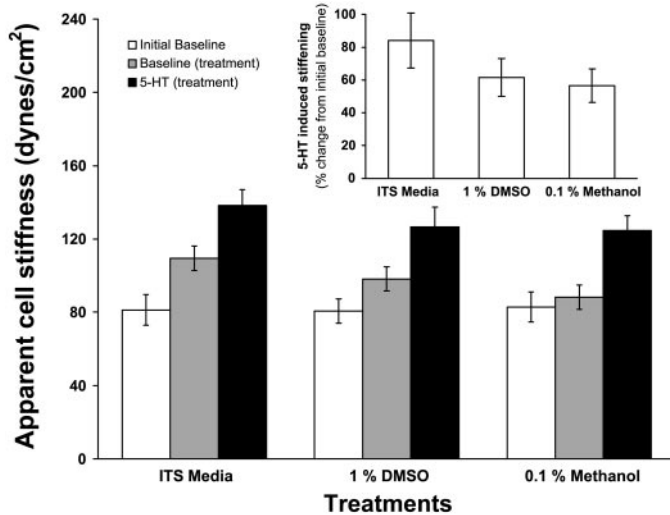 Apparent cell stiffness (dynes/cm²)
240
200
160
120
80
40
0
Initial Baseline
Baseline (treatment)
5-HT (treatment)
5-HT induced stiffening
(% change from initial baseline)
100
80
60
40
20
0
ITS Media 1 % DMSO 0.1 % Methanol
ITS Media 1 % DMSO 0.1 % Methanol
Treatments